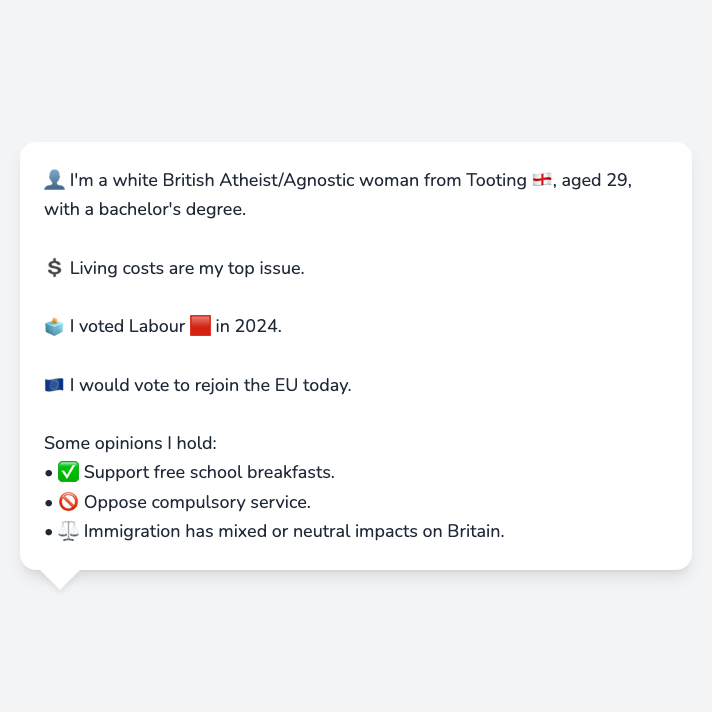 👤 I'm a white British Atheist/Agnostic woman from Tooting 🏴󠁧󠁢󠁥󠁮󠁧󠁿, aged 29,
with a bachelor's degree.
💲 Living costs are my top issue.
🗳️ I voted Labour 🟥 in 2024.
🇪🇺 I would vote to rejoin the EU today.
Some opinions I hold:
• ✅ Support free school breakfasts.
• 🚫 Oppose compulsory service.
• ⚖️ Immigration has mixed or neutral impacts on Britain.